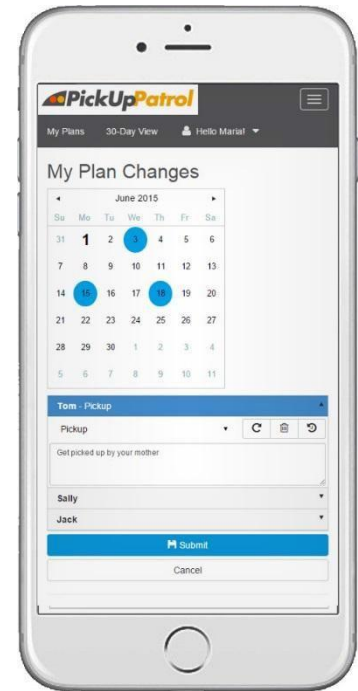 PickUpPatrol
My Plans 30-Day View Hello Maria!
My Plan Changes
June 2015
Su Mo Tu We Th Fr Sa
31 1 2 3 4 5 6
7 8 9 10 11 12 13
14 15 16 17 18 19 20
21 22 23 24 25 26 27
28 29 30 1 2 3 4
5 6 7 8 9 10 11
Tom - Pickup
Pickup
Get picked up by your mother
Sally
Jack
Submit
Cancel